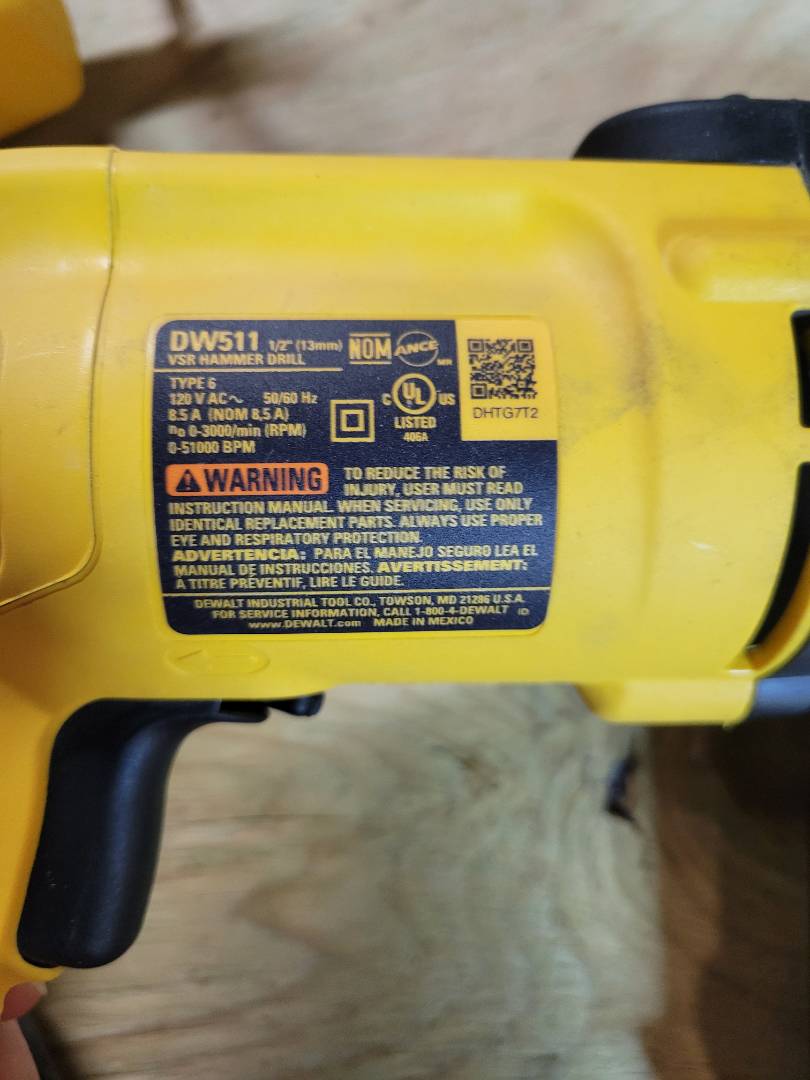 DW511 1/2" (13mm)
VSR HAMMER DRILL
NOM
ANCE
MR
DHTG7T2
TYPE 6
120 V AC~ 50/60 Hz
8.5 A (NOM 8,5 A)
no 0-3000/min (RPM)
0-51000 BPM
C UL US
LISTED
406A
WARNING TO REDUCE THE RISK OF
INJURY, USER MUST READ
INSTRUCTION MANUAL. WHEN SERVICING, USE ONLY
IDENTICAL REPLACEMENT PARTS. ALWAYS USE PROPER
EYE AND RESPIRATORY PROTECTION.
ADVERTENCIA: PARA EL MANEJO SEGURO LEA EL
MANUAL DE INSTRUCCIONES. AVERTISSEMENT:
A TITRE PRÉVENTIF, LIRE LE GUIDE.
DEWALT INDUSTRIAL TOOL CO., TOWSON, MD 21286 U.S.A.
FOR SERVICE INFORMATION, CALL 1-800-4-DEWALT ID
www.DEWALT.com MADE IN MEXICO